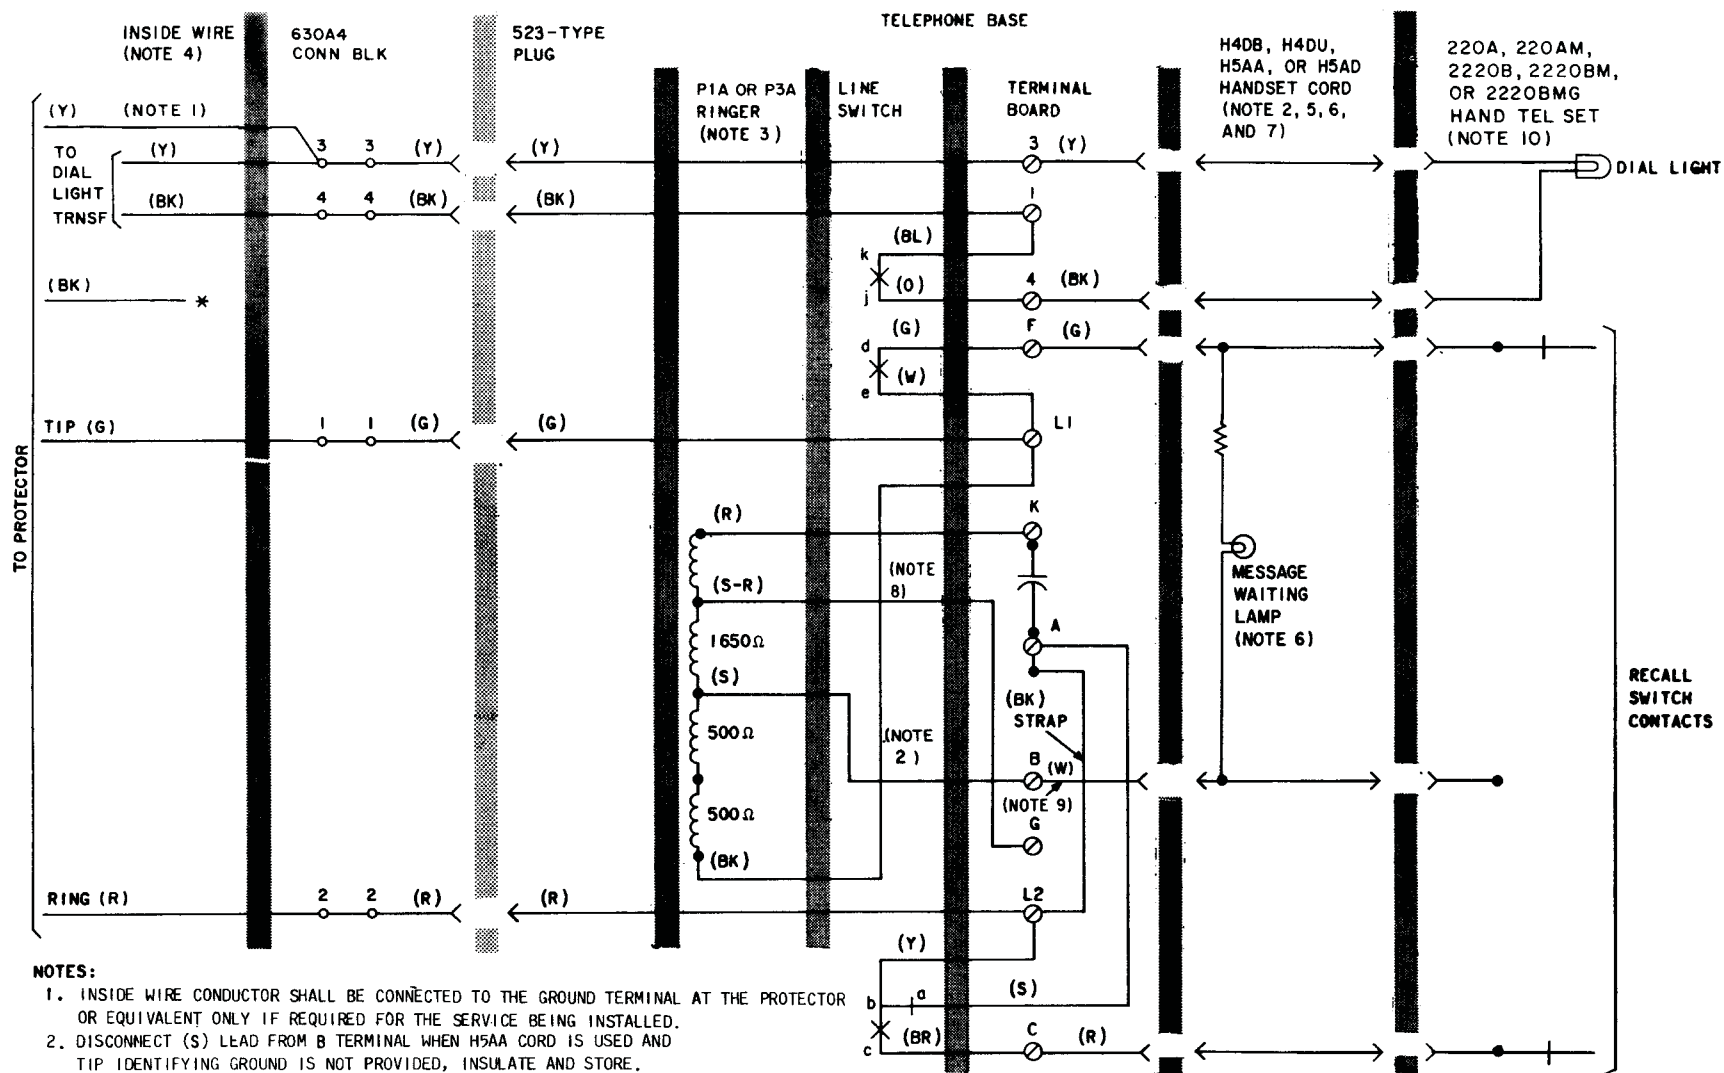 TELEPHONE BASE
INSIDE WIRE
(NOTE 4)
630A4
CONN BLK
523-TYPE
PLUG
P1A OR P3A
RINGER
(NOTE 3)
LINE
SWITCH
TERMINAL
BOARD
H4DB, H4DU,
H5AA, OR H5AD
HANDSET CORD
(NOTE 2, 5, 6,
AND 7)
220A, 220AM,
2220B, 2220BM,
OR 2220BMG
HAND TEL SET
(NOTE 10)
(Y) (NOTE 1)
TO
DIAL
LIGHT
TRNSF
(Y) 3 3 (Y) (Y) 3 (Y)
DIAL LIGHT
(BK) 4 4 (BK) (BK) 1
(BL)
k
(BK) *
j (O) 4 (BK)
d (G) F (G)
e (W)
TIP (G) 1 1 (G) (G) L1
TO PROTECTOR
(R) K
(S-R) (NOTE
8)
MESSAGE
WAITING
LAMP
(NOTE 6)
1650Ω A
(S)
(BK)
STRAP
RECALL
SWITCH
CONTACTS
500Ω (NOTE
2)
B (W)
(NOTE 9)
500Ω G
(BK)
RING (R) 2 2 (R) (R) L2
(Y)
b a (S)
c (BR) C (R)
NOTES:
1. INSIDE WIRE CONDUCTOR SHALL BE CONNECTED TO THE GROUND TERMINAL AT THE PROTECTOR
OR EQUIVALENT ONLY IF REQUIRED FOR THE SERVICE BEING INSTALLED.
2. DISCONNECT (S) LEAD FROM B TERMINAL WHEN H5AA CORD IS USED AND
TIP IDENTIFYING GROUND IS NOT PROVIDED, INSULATE AND STORE.